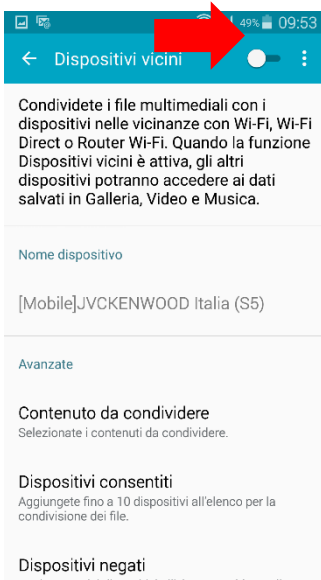 49% 09:53
Dispositivi vicini
Condividete i file multimediali con i
dispositivi nelle vicinanze con Wi-Fi, Wi-Fi
Direct o Router Wi-Fi. Quando la funzione
Dispositivi vicini è attiva, gli altri
dispositivi potranno accedere ai dati
salvati in Galleria, Video e Musica.
Nome dispositivo
[Mobile]JVCKENWOOD Italia (S5)
Avanzate
Contenuto da condividere
Selezionate i contenuti da condividere.
Dispositivi consentiti
Aggiungete fino a 10 dispositivi all'elenco per la
condivisione dei file.
Dispositivi negati